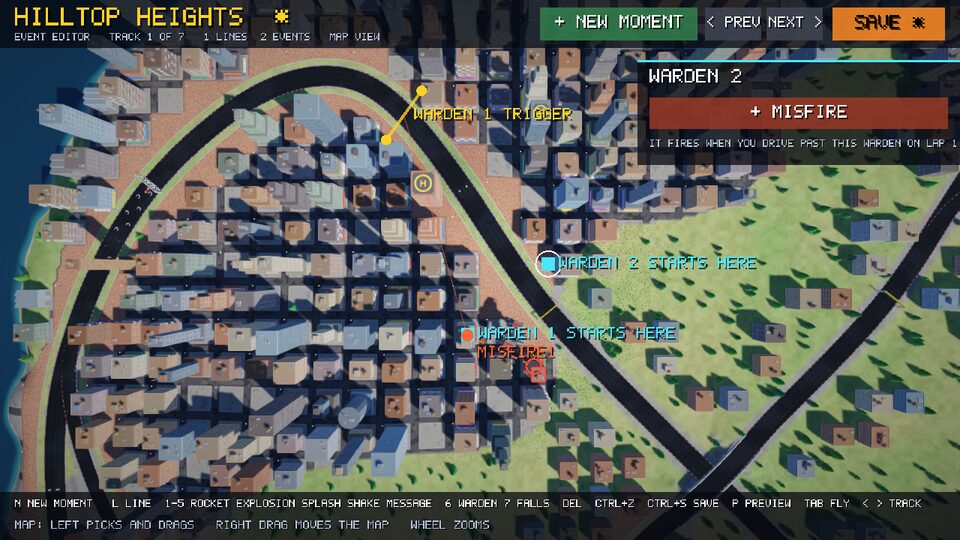 HILLTOP HEIGHTS
+ NEW MOMENT < PREV NEXT > SAVE
EVENT EDITOR TRACK 1 OF 7 1 LINES 2 EVENTS MAP VIEW
WARDEN 2
+ MISFIRE
IT FIRES WHEN YOU DRIVE PAST THIS WARDEN ON LAP 1
WARDEN 1 TRIGGER
H
WARDEN 2 STARTS HERE
WARDEN 1 STARTS HERE
MISFIRE1
N NEW MOMENT L LINE 1-5 ROCKET EXPLOSION SPLASH SHAKE MESSAGE 6 WARDEN 7 FALLS DEL CTRL+Z CTRL+S SAVE P PREVIEW TAB FLY < > TRACK
MAP: LEFT PICKS AND DRAGS RIGHT DRAG MOVES THE MAP WHEEL ZOOMS